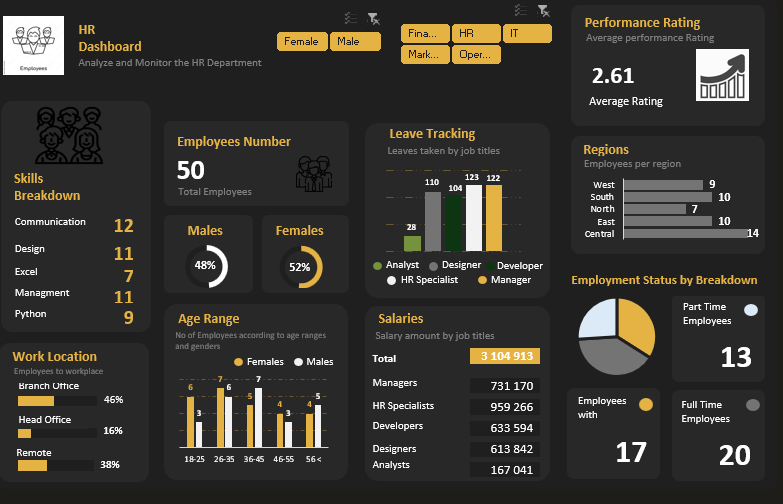 Employees
HR
Dashboard
Analyze and Monitor the HR Department
Female
Male
Fina...
HR
IT
Mark...
Oper...
Performance Rating
Average performance Rating
2.61
Average Rating
Skills
Breakdown
Communication 12
Design 11
Excel 7
Managment 11
Python 9
Employees Number
50
Total Employees
Males
48%
Females
52%
Leave Tracking
Leaves taken by job titles
28
110
104
123
122
Analyst
Designer
Developer
HR Specialist
Manager
Regions
Employees per region
West 9
South 10
North 7
East 10
Central 14
Age Range
No of Employees according to age ranges
and genders
Females
Males
6 3 7 6 5 7 4 3 4 5
18-25 26-35 36-45 46-55 56 <
Salaries
Salary amount by job titles
Total 3 104 913
Managers 731 170
HR Specialists 959 266
Developers 633 594
Designers 613 842
Analysts 167 041
Employment Status by Breakdown
Part Time
Employees
13
Employees
with
17
Full Time
Employees
20
Work Location
Employees to workplace
Branch Office
46%
Head Office
16%
Remote
38%